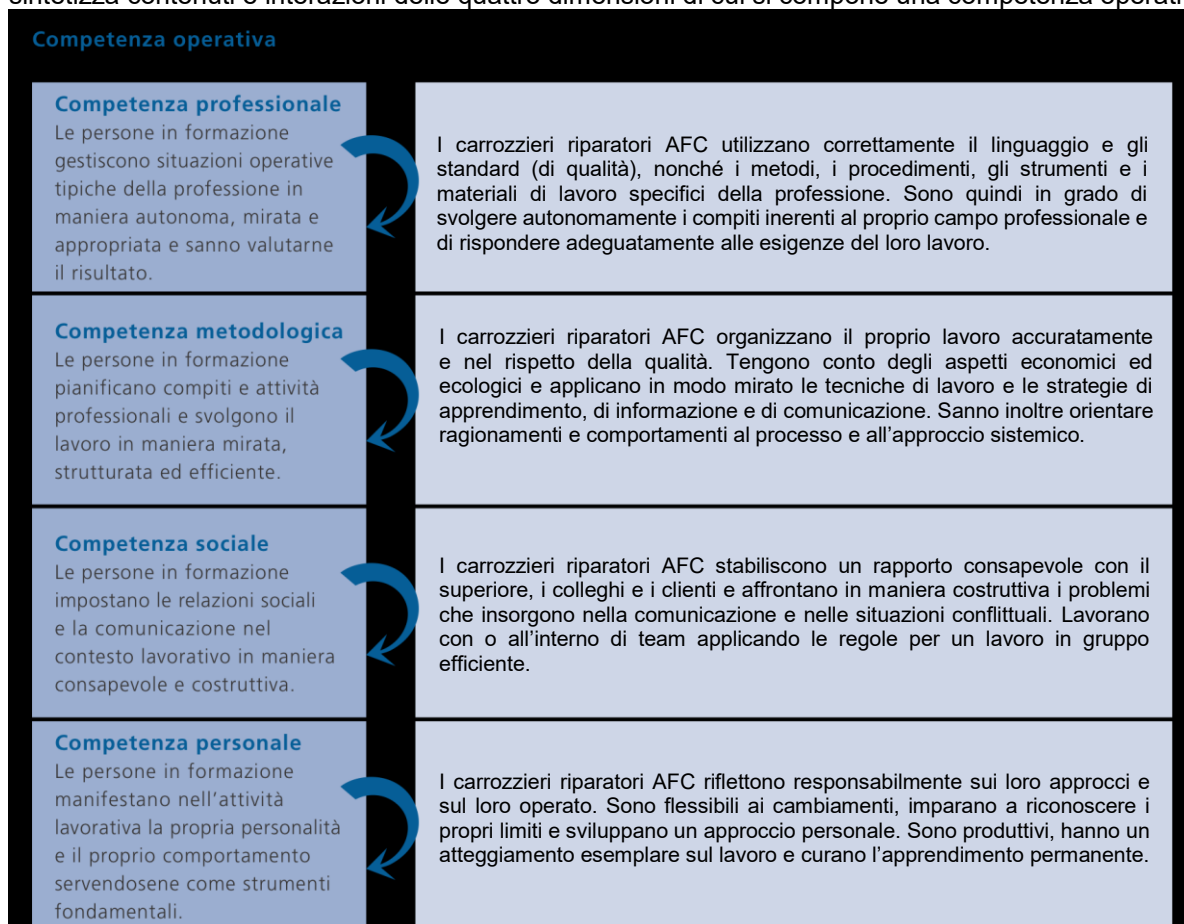 sintetizza contenuti e interazioni delle quattro dimensioni di cui si compone una competenza
Competenza operativa
Competenza professionale
Le persone in formazione
gestiscono situazioni operative
tipiche della professione in
maniera autonoma, mirata e
appropriata e sanno valutarne
il risultato.
I carrozzieri riparatori AFC utilizzano correttamente il linguaggio e gli
standard (di qualità), nonché i metodi, i procedimenti, gli strumenti e i
materiali di lavoro specifici della professione. Sono quindi in grado di
svolgere autonomamente i compiti inerenti al proprio campo professionale e
di rispondere adeguatamente alle esigenze del loro lavoro.
Competenza metodologica
Le persone in formazione
pianificano compiti e attività
professionali e svolgono il
lavoro in maniera mirata,
strutturata ed efficiente.
I carrozzieri riparatori AFC organizzano il proprio lavoro accuratamente
e nel rispetto della qualità. Tengono conto degli aspetti economici ed
ecologici e applicano in modo mirato le tecniche di lavoro e le strategie di
apprendimento, di informazione e di comunicazione. Sanno inoltre orientare
ragionamenti e comportamenti al processo e all’approccio sistemico.
Competenza sociale
Le persone in formazione
impostano le relazioni sociali
e la comunicazione nel
contesto lavorativo in maniera
consapevole e costruttiva.
I carrozzieri riparatori AFC stabiliscono un rapporto consapevole con il
superiore, i colleghi e i clienti e affrontano in maniera costruttiva i problemi
che insorgono nella comunicazione e nelle situazioni conflittuali. Lavorano
con o all’interno di team applicando le regole per un lavoro in gruppo
efficiente.
Competenza personale
Le persone in formazione
manifestano nell’attività
lavorativa la propria personalità
e il proprio comportamento
servendosene come strumenti
fondamentali.
I carrozzieri riparatori AFC riflettono responsabilmente sui loro approcci e
sul loro operato. Sono flessibili ai cambiamenti, imparano a riconoscere i
propri limiti e sviluppano un approccio personale. Sono produttivi, hanno un
atteggiamento esemplare sul lavoro e curano l’apprendimento permanente.